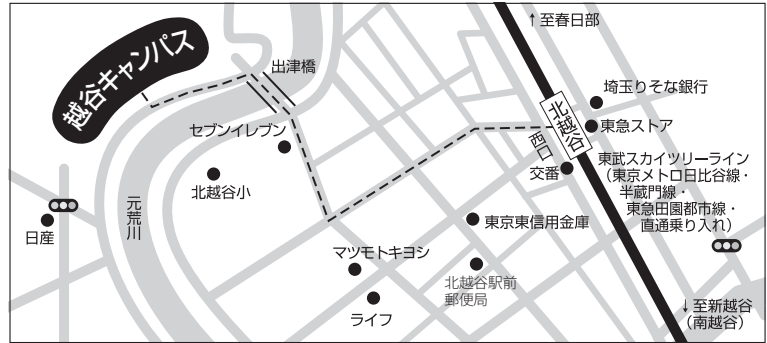 ↑至春日部
越谷キャンパス
出津橋
埼玉りそな銀行
北越谷
東急ストア
セブンイレブン
西口
交番
東武スカイツリーライン
（東京メトロ日比谷線・
半蔵門線・
東急田園都市線・
直通乗り入れ）
北越谷小
元荒川
日産
東京東信用金庫
マツモトキヨシ
北越谷駅前
郵便局
ライフ
↓至新越谷
（南越谷）